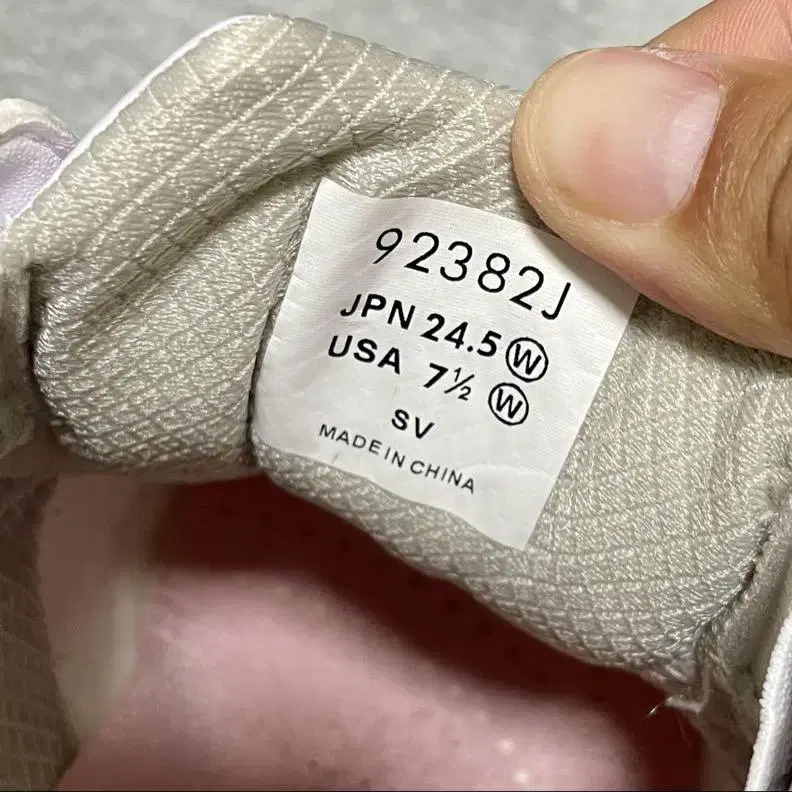 92382J
JPN 24.5 Ⓦ
USA 7½ Ⓦ
SV
MADE IN CHINA